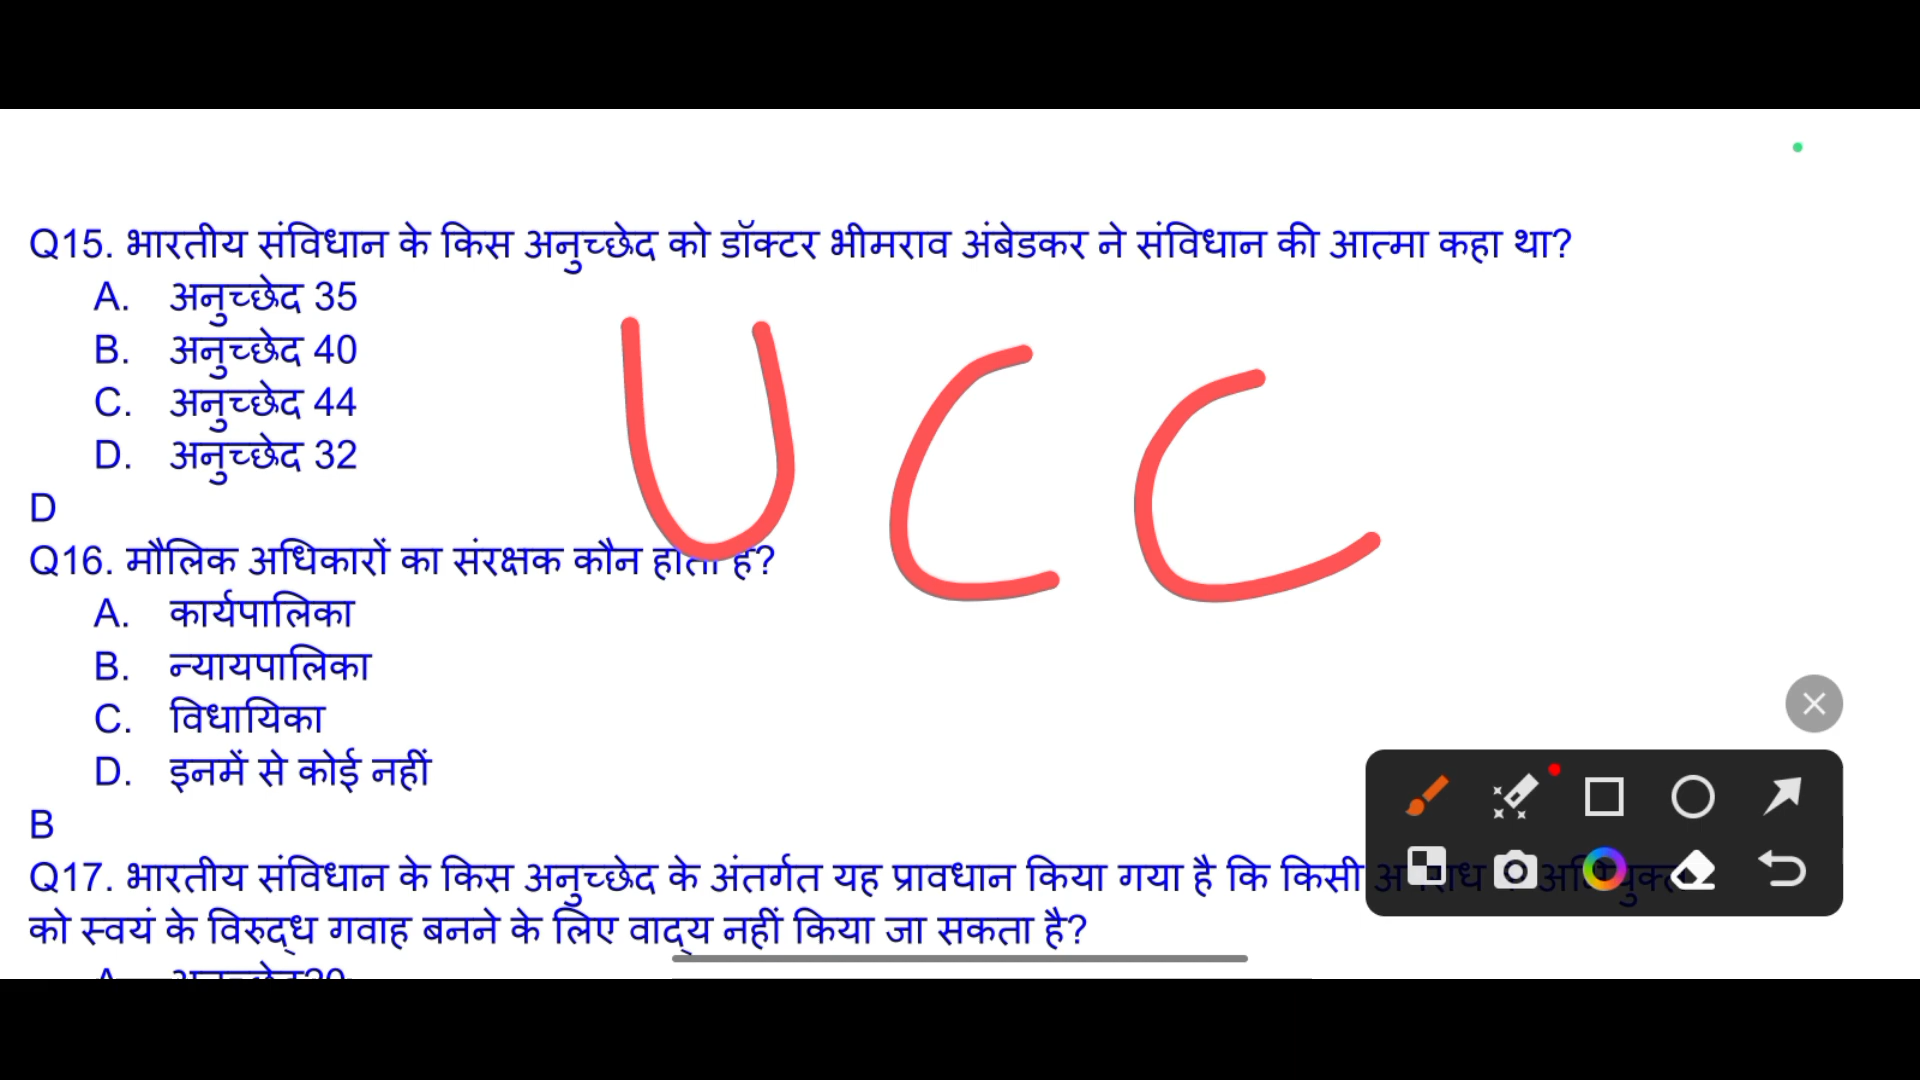 Q15. भारतीय संविधान के किस अनुच्छेद को डॉक्टर भीमराव अंबेडकर ने संविधान की आत्मा कहा था?
A. अनुच्छेद 35
B. अनुच्छेद 40
C. अनुच्छेद 44
D. अनुच्छेद 32
UCC
D
Q16. मौलिक अधिकारों का संरक्षक कौन होता है?
A. कार्यपालिका
B. न्यायपालिका
C. विधायिका
D. इनमें से कोई नहीं
B
Q17. भारतीय संविधान के किस अनुच्छेद के अंतर्गत यह प्रावधान किया गया है कि किसी
को स्वयं के विरुद्ध गवाह बनने के लिए वाद्य नहीं किया जा सकता है?